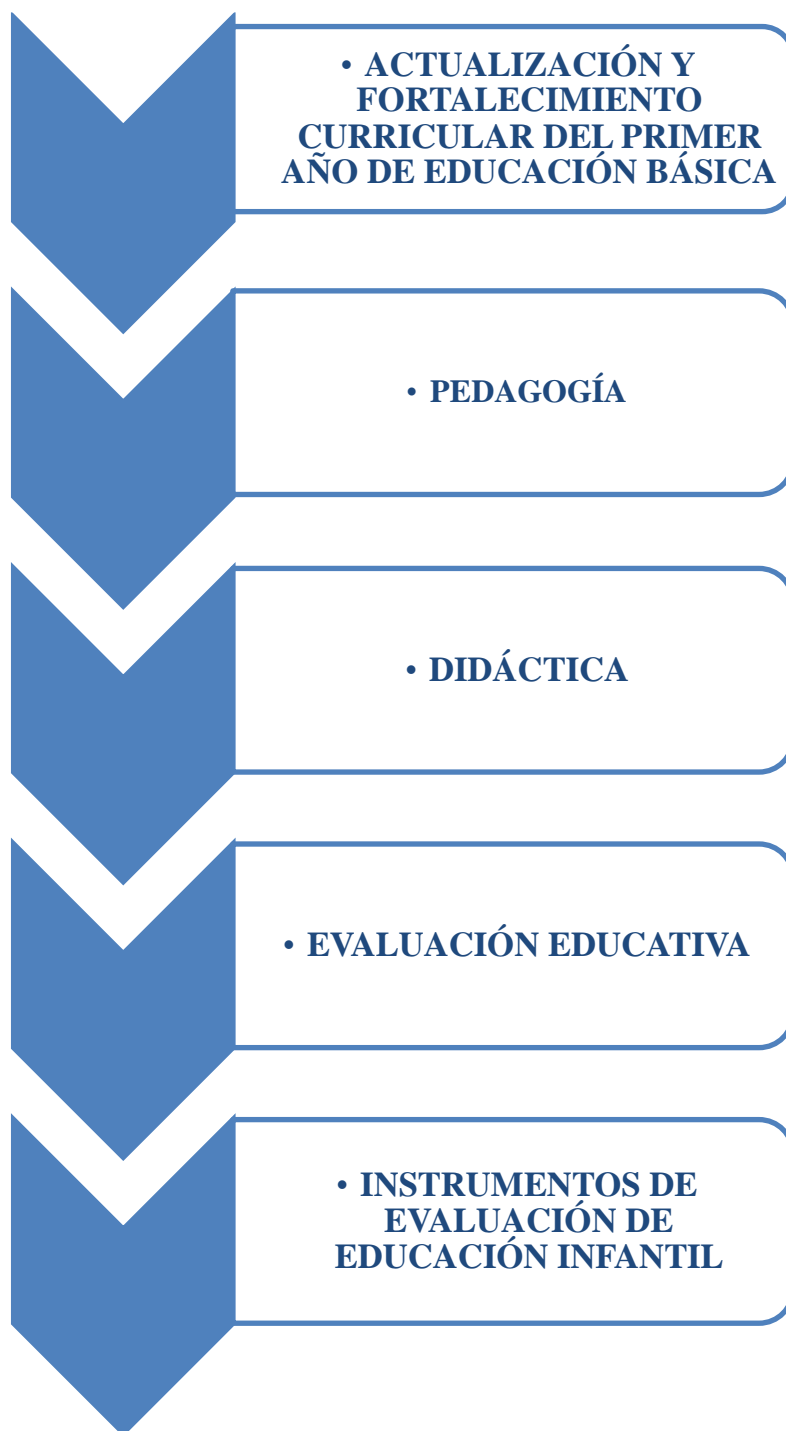 • ACTUALIZACIÓN Y
FORTALECIMIENTO
CURRICULAR DEL PRIMER
AÑO DE EDUCACIÓN BÁSICA
• PEDAGOGÍA
• DIDÁCTICA
• EVALUACIÓN EDUCATIVA
• INSTRUMENTOS DE
EVALUACIÓN DE
EDUCACIÓN INFANTIL